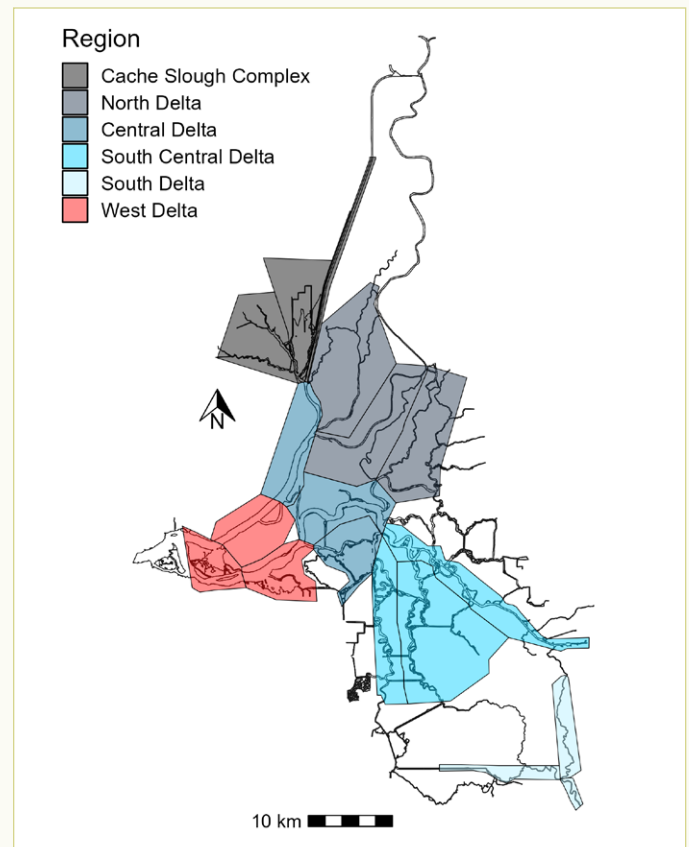 Region
Cache Slough Complex
North Delta
Central Delta
South Central Delta
South Delta
West Delta
N
10 km